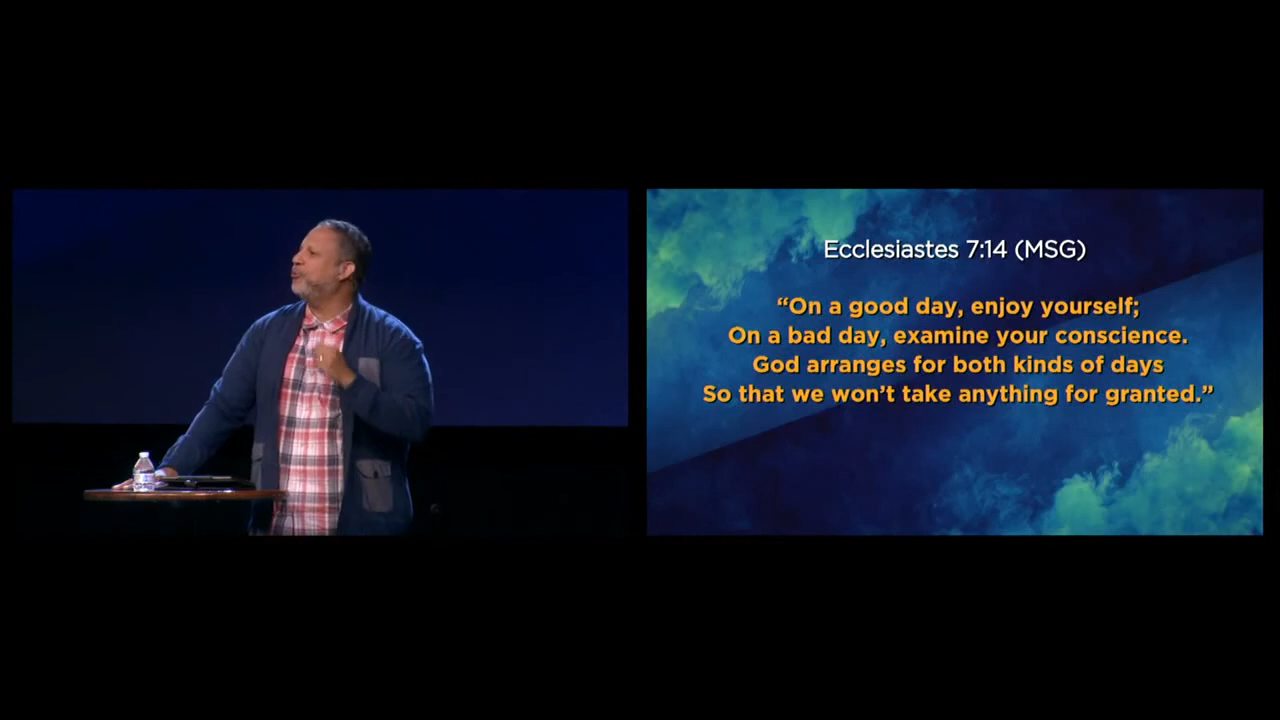 Ecclesiastes 7:14 (MSG)
“On a good day, enjoy yourself;
On a bad day, examine your conscience.
God arranges for both kinds of days
So that we won’t take anything for granted.”